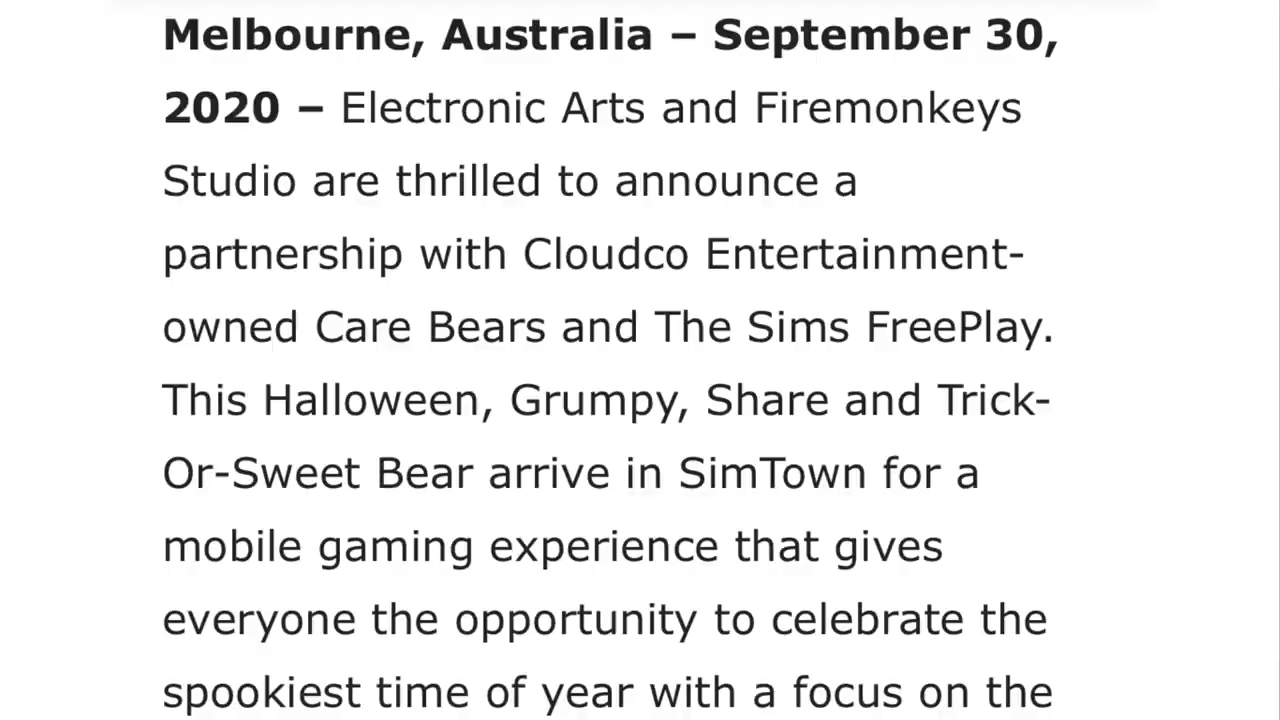 Melbourne, Australia – September 30,
2020 – Electronic Arts and Firemonkeys
Studio are thrilled to announce a
partnership with Cloudco Entertainment-
owned Care Bears and The Sims FreePlay.
This Halloween, Grumpy, Share and Trick-
Or-Sweet Bear arrive in SimTown for a
mobile gaming experience that gives
everyone the opportunity to celebrate the
spookiest time of year with a focus on the